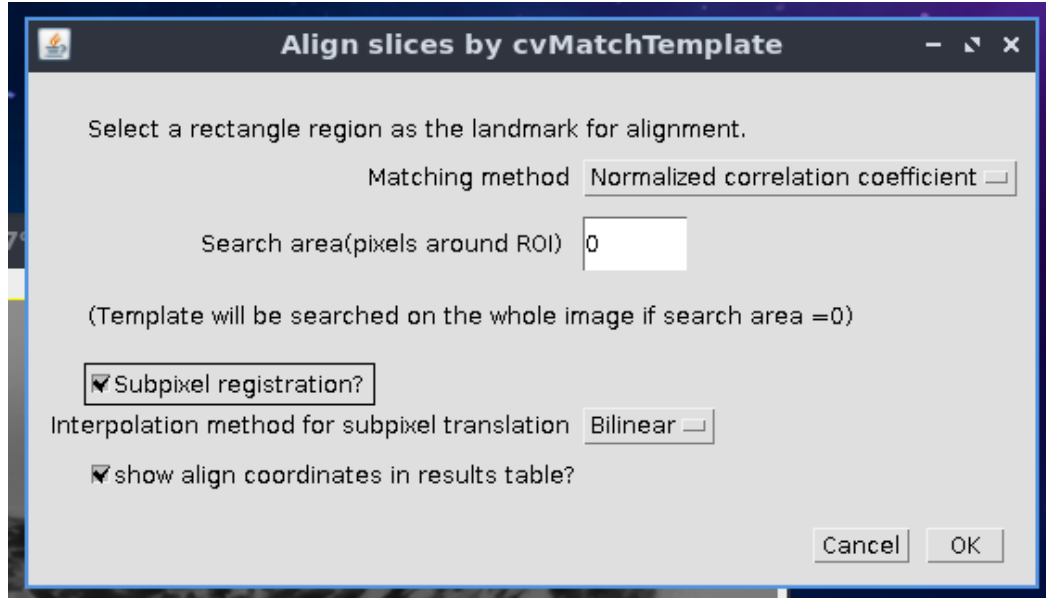 Align slices by cvMatchTemplate
Select a rectangle region as the landmark for alignment.
Matching method Normalized correlation coefficient
Search area(pixels around ROI) 0
(Template will be searched on the whole image if search area =0)
Subpixel registration?
Interpolation method for subpixel translation Bilinear
show align coordinates in results table?
Cancel OK